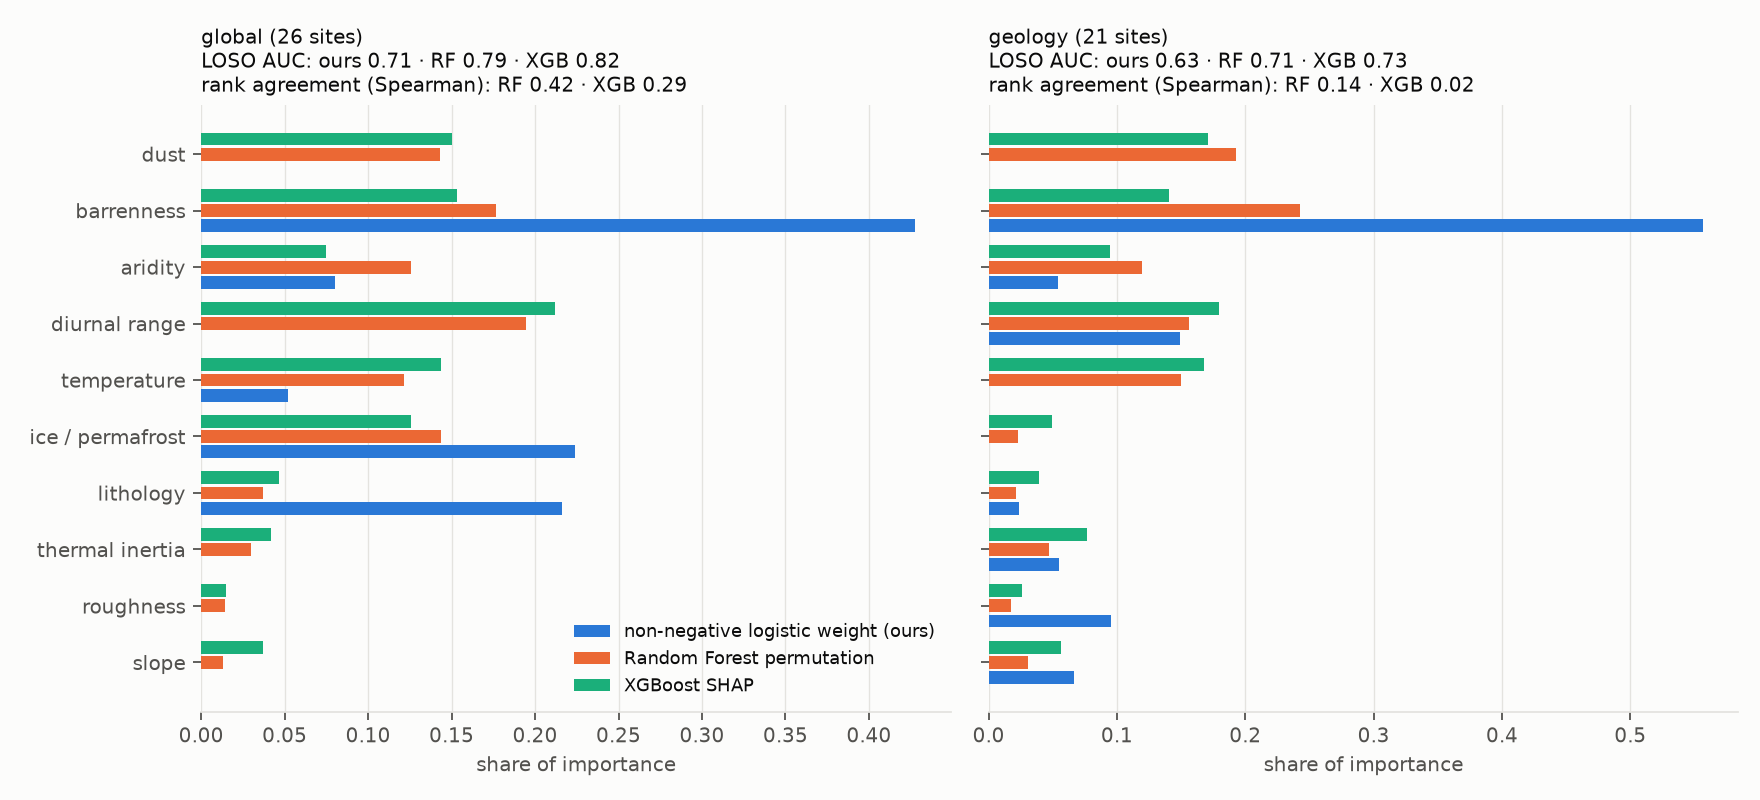 global (26 sites)
LOSO AUC: ours 0.71 · RF 0.79 · XGB 0.82
rank agreement (Spearman): RF 0.42 · XGB 0.29
geology (21 sites)
LOSO AUC: ours 0.63 · RF 0.71 · XGB 0.73
rank agreement (Spearman): RF 0.14 · XGB 0.02
dust
barrenness
aridity
diurnal range
temperature
ice / permafrost
lithology
thermal inertia
roughness
slope
non-negative logistic weight (ours)
Random Forest permutation
XGBoost SHAP
0.00 0.05 0.10 0.15 0.20 0.25 0.30 0.35 0.40
share of importance
0.0 0.1 0.2 0.3 0.4 0.5
share of importance